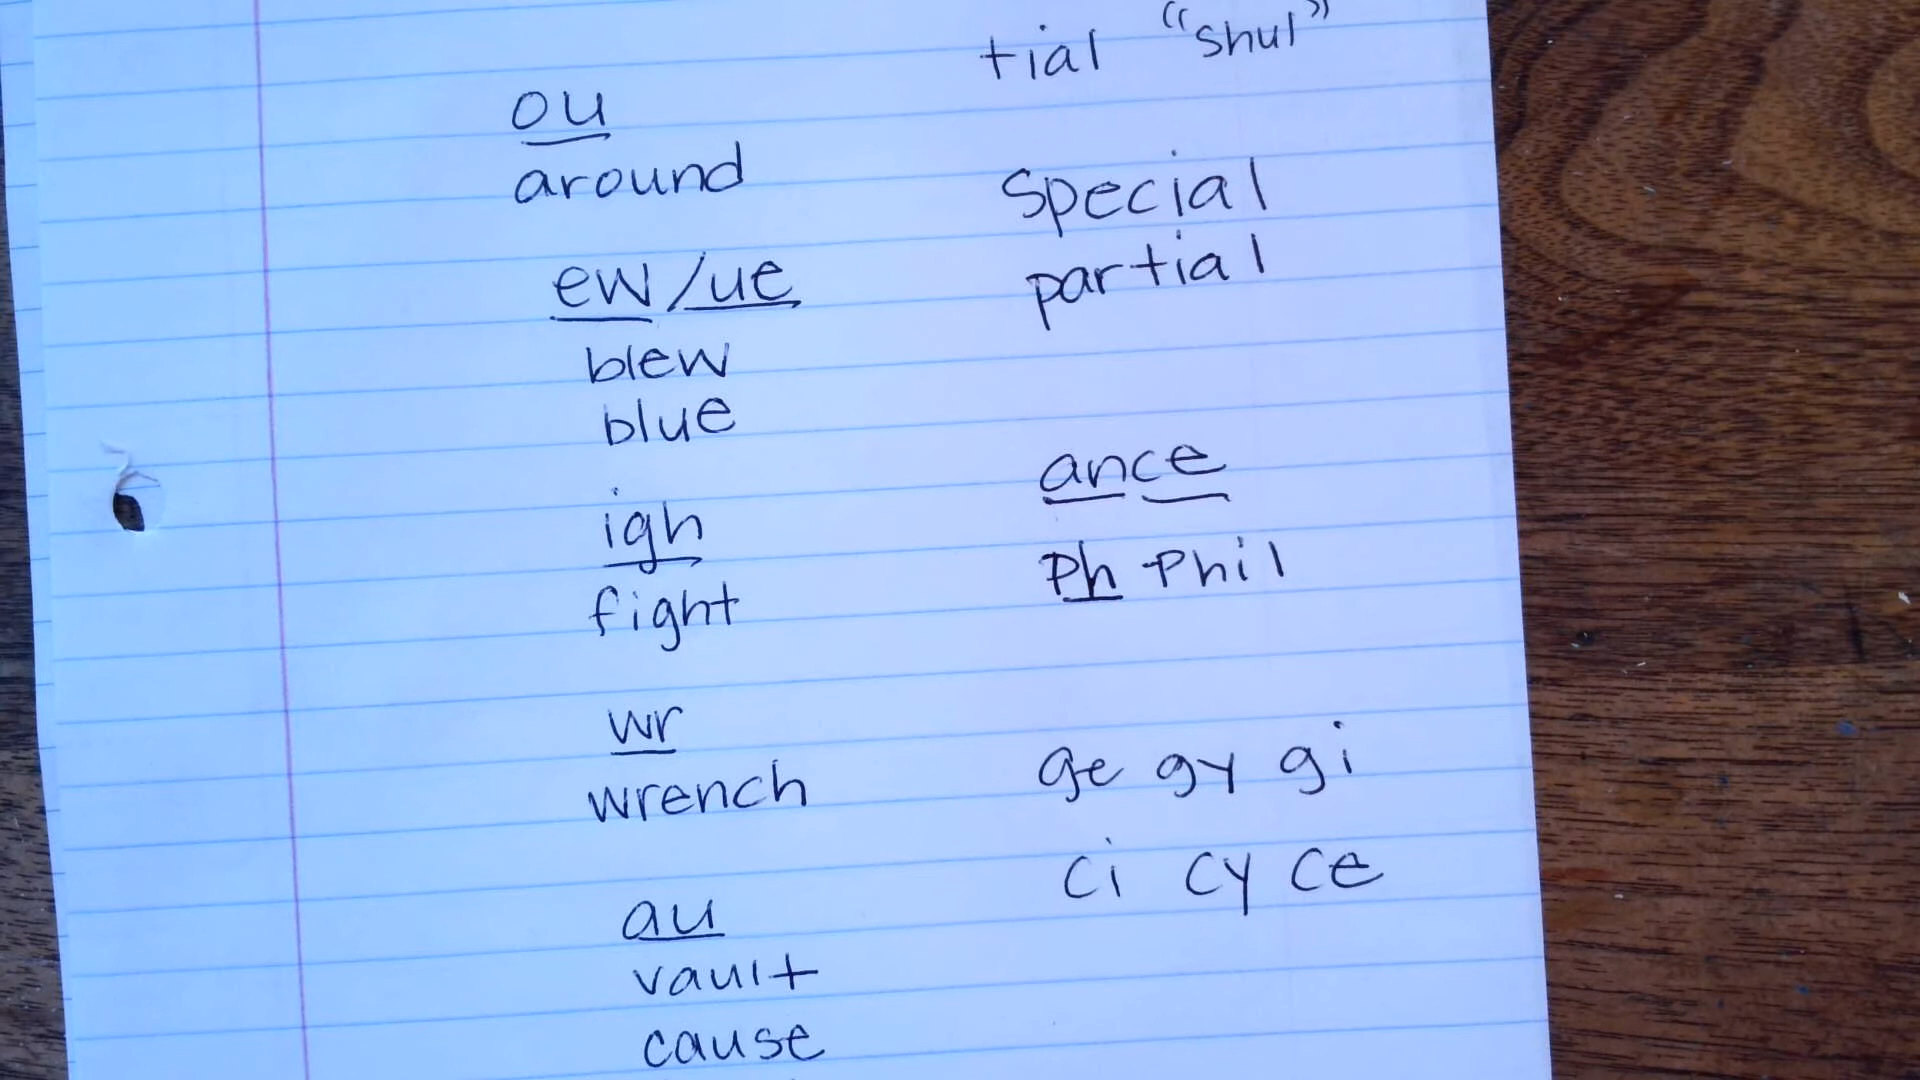 ou
around
ew/ue
blew
blue
igh
fight
wr
wrench
au
vault
cause
tial "shul"
special
partial
ance
Ph Phil
ge gy gi
ci cy ce